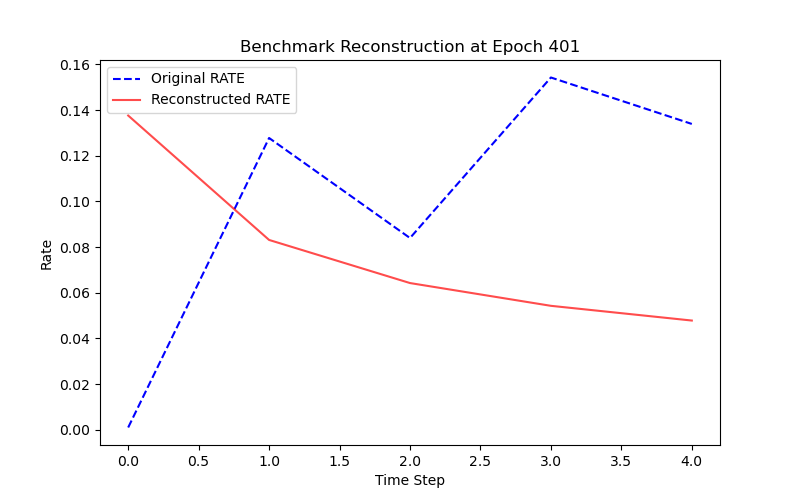 Benchmark Reconstruction at Epoch 401
Original RATE
Reconstructed RATE
0.16
0.14
0.12
0.10
0.08
0.06
0.04
0.02
0.00
Rate
0.0 0.5 1.0 1.5 2.0 2.5 3.0 3.5 4.0
Time Step